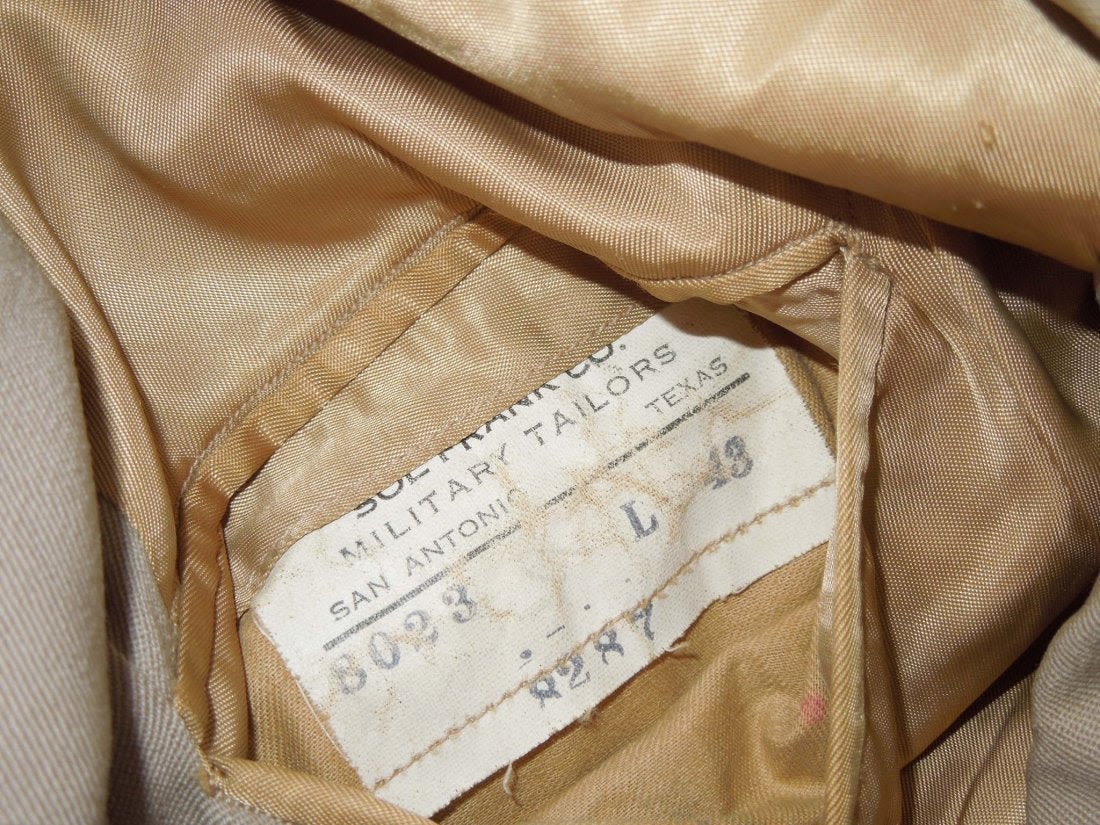 SOL FRANK CO.
MILITARY TAILORS
SAN ANTONIO TEXAS
8023 L 43
8287